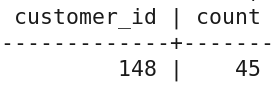 customer_id | count
-------------+-------
148 | 45